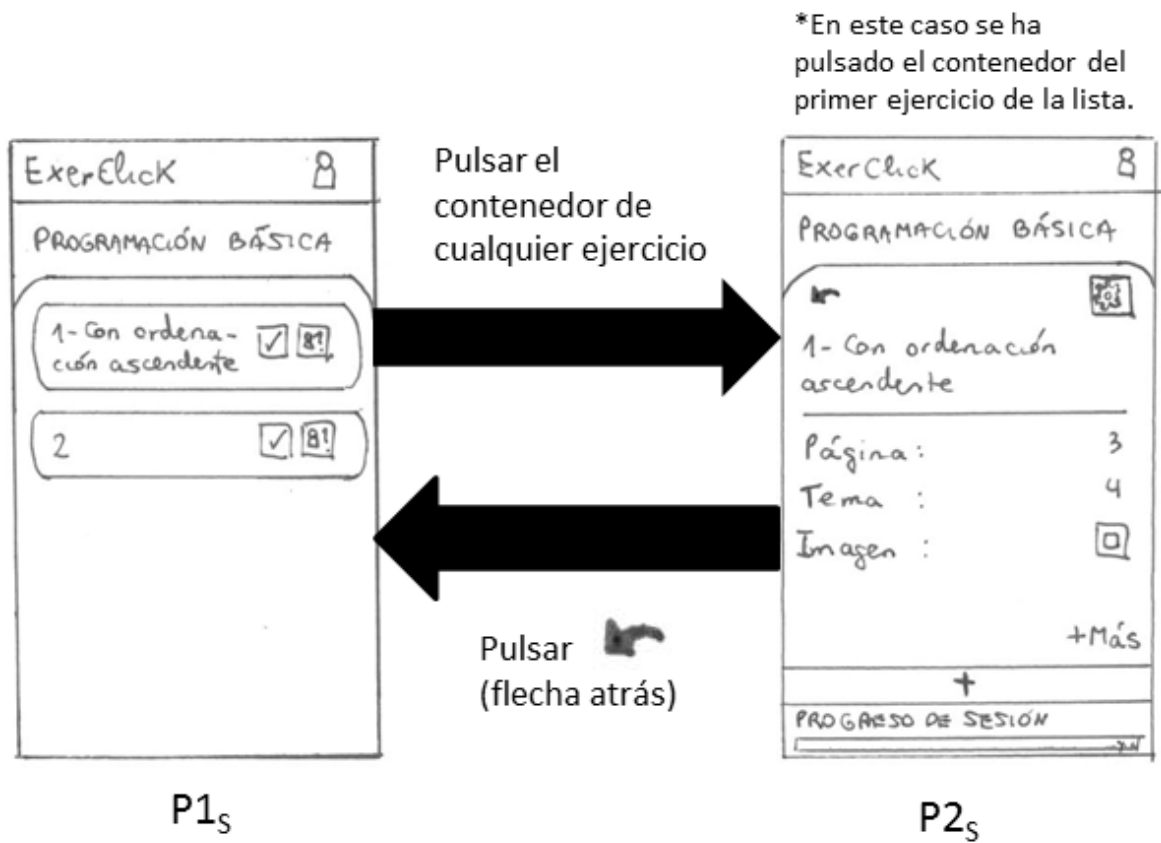 *En este caso se ha
pulsado el contenedor del
primer ejercicio de la lista.
ExerClick
PROGRAMACIÓN BÁSICA
1- Con ordena-
ción ascendente
2
Pulsar el
contenedor de
cualquier ejercicio
Pulsar
(flecha atrás)
ExerClick
PROGRAMACIÓN BÁSICA
1- Con ordenación
ascendente
Página: 3
Tema : 4
Imagen :
+Más
+
PROGRESO DE SESIÓN
P1S
P2S